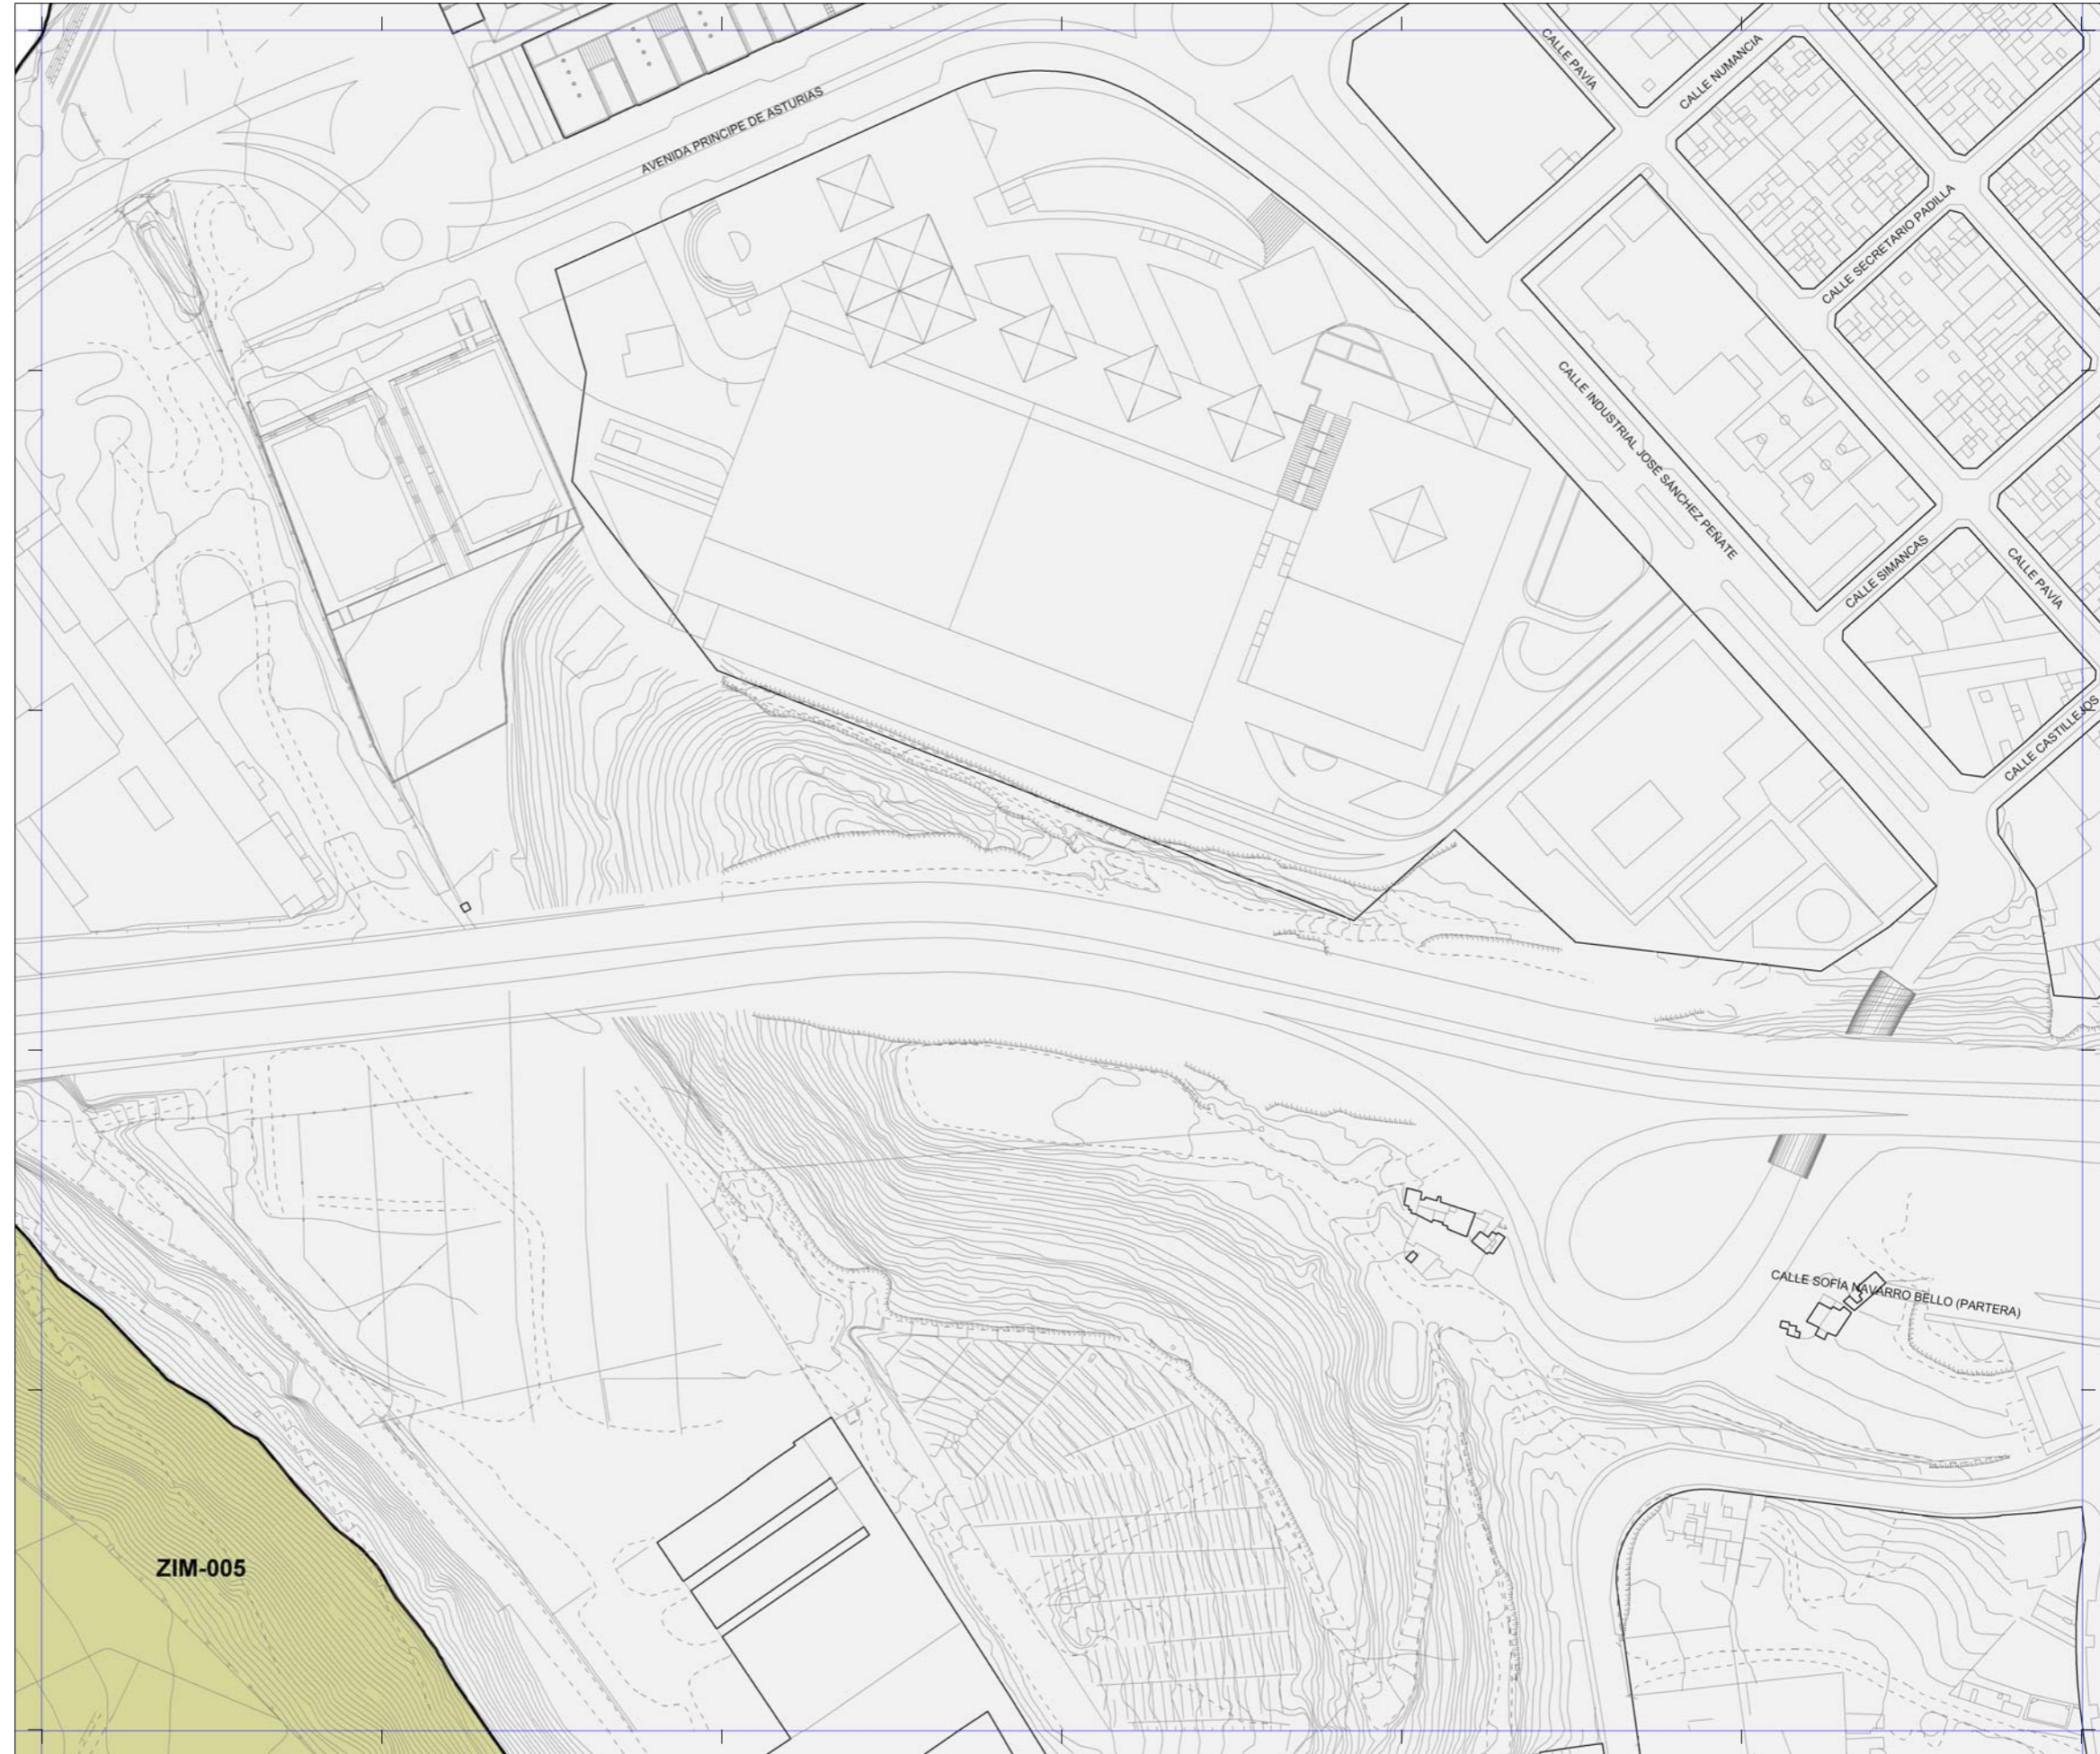 CALLE PAVÍA
CALLE NUMANCIA
AVENIDA PRINCIPE DE ASTURIAS
CALLE SECRETARIO PADILLA
CALLE INDUSTRIAL JOSÉ SÁNCHEZ PEÑATE
CALLE SIMANCAS
CALLE PAVÍA
CALLE CASTILLEJOS
CALLE SOFÍA NAVARRO BELLO (PARTERA)
ZIM-005